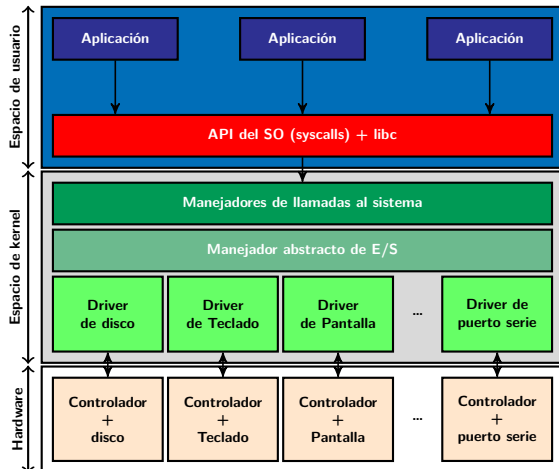 Espacio de usuario
Aplicación
Aplicación
Aplicación
API del SO (syscalls) + libc
Espacio de kernel
Manejadores de llamadas al sistema
Manejador abstracto de E/S
Driver
de disco
Driver
de Teclado
Driver
de Pantalla
...
Driver de
puerto serie
Hardware
Controlador
+
disco
Controlador
+
Teclado
Controlador
+
Pantalla
...
Controlador
+
puerto serie